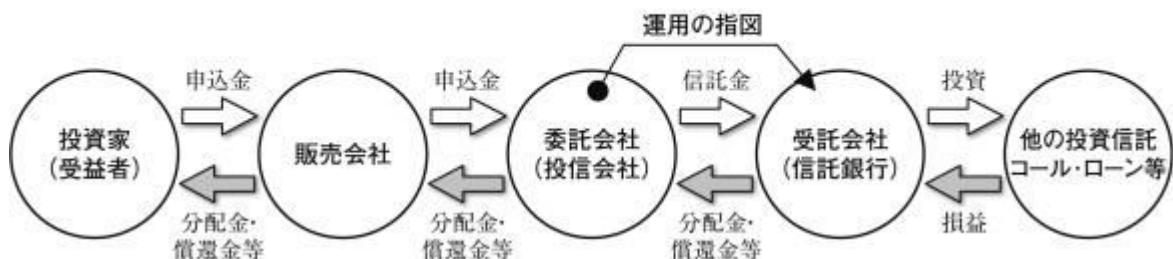 運用の指図
申込金
申込金
信託金
投資
投資家
(受益者)
販売会社
委託会社
(投信会社)
受託会社
(信託銀行)
他の投資信託
コール・ローン等
分配金・
償還金等
分配金・
償還金等
分配金・
償還金等
損益